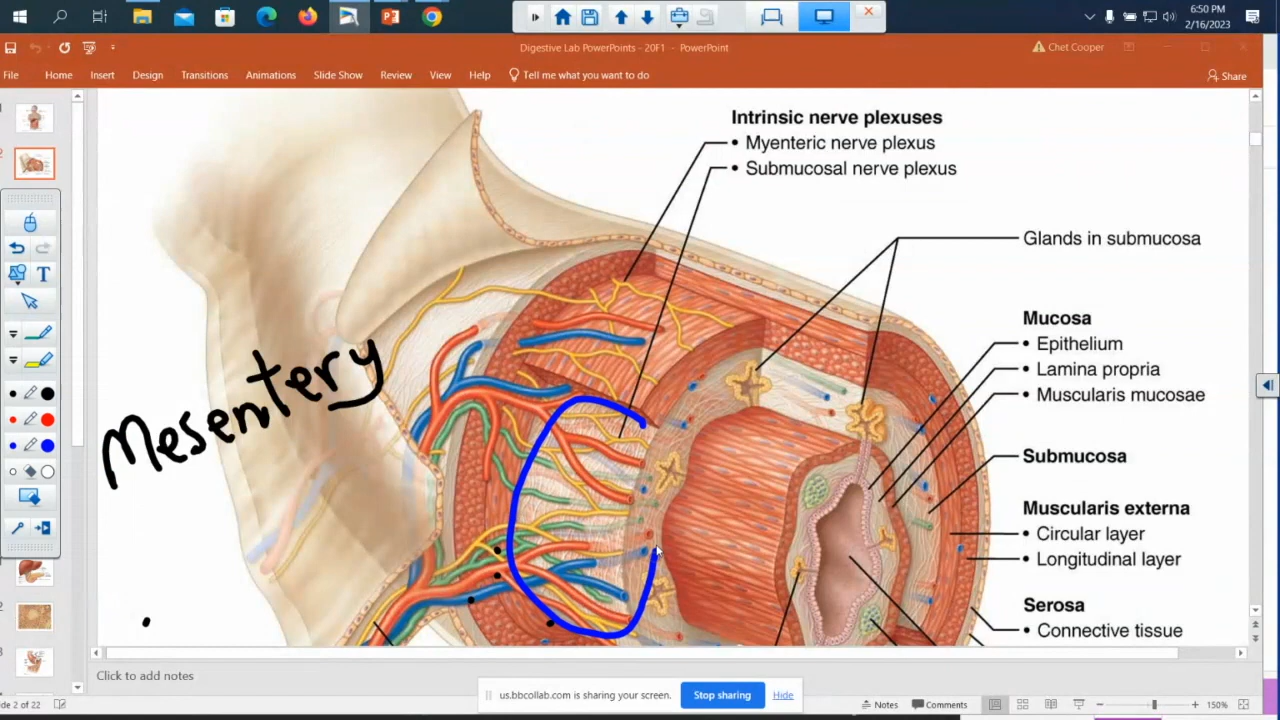 6:50 PM
2/16/2023
Digestive Lab PowerPoints - 20F1 - PowerPoint
Chet Cooper
File Home Insert Design Transitions Animations Slide Show Review View Help Tell me what you want to do
Share
Intrinsic nerve plexuses
• Myenteric nerve plexus
• Submucosal nerve plexus
Glands in submucosa
Mucosa
• Epithelium
• Lamina propria
• Muscularis mucosae
Mesentery
Submucosa
Muscularis externa
• Circular layer
• Longitudinal layer
Serosa
• Connective tissue
Click to add notes
us.bbcollab.com is sharing your screen. Stop sharing Hide
lide 2 of 22
Notes Comments 150%